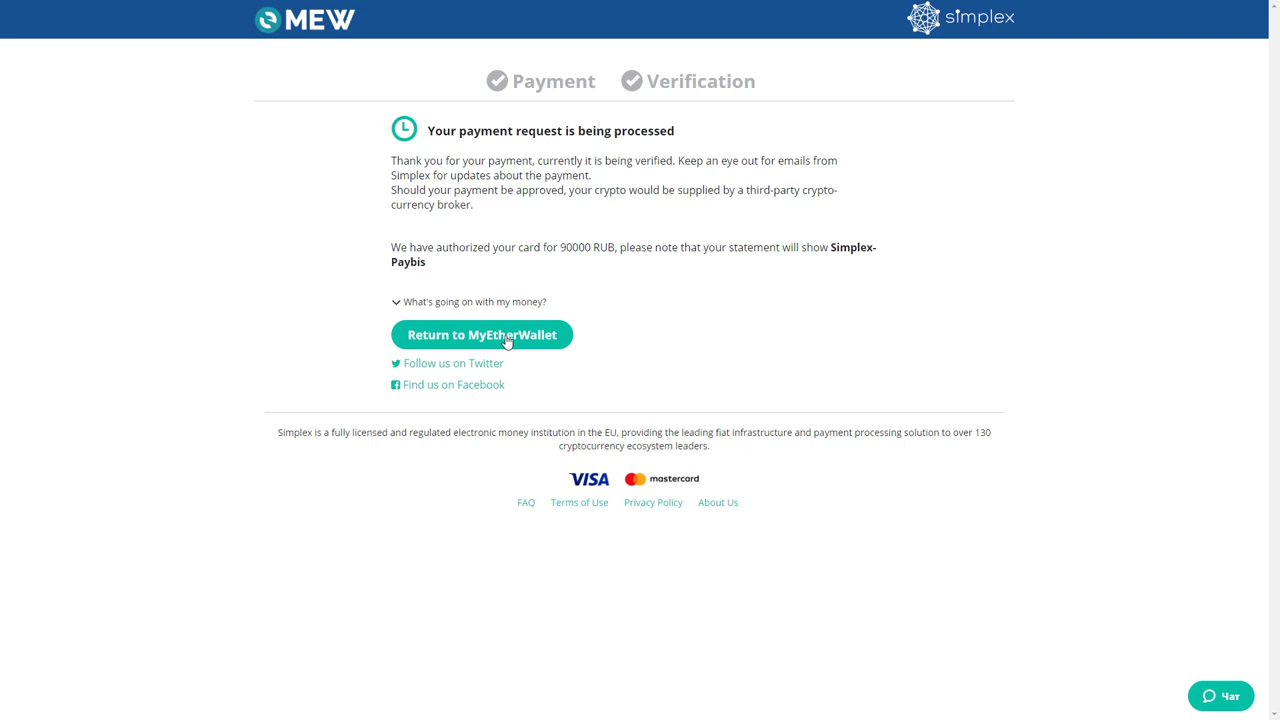 MEW simplex
Payment Verification
Your payment request is being processed
Thank you for your payment, currently it is being verified. Keep an eye out for emails from
Simplex for updates about the payment.
Should your payment be approved, your crypto would be supplied by a third-party crypto-
currency broker.
We have authorized your card for 90000 RUB, please note that your statement will show Simplex-
Paybis
What's going on with my money?
Return to MyEtherWallet
Follow us on Twitter
Find us on Facebook
Simplex is a fully licensed and regulated electronic money institution in the EU, providing the leading fiat infrastructure and payment processing solution to over 130
cryptocurrency ecosystem leaders.
VISA mastercard
FAQ Terms of Use Privacy Policy About Us
Чат